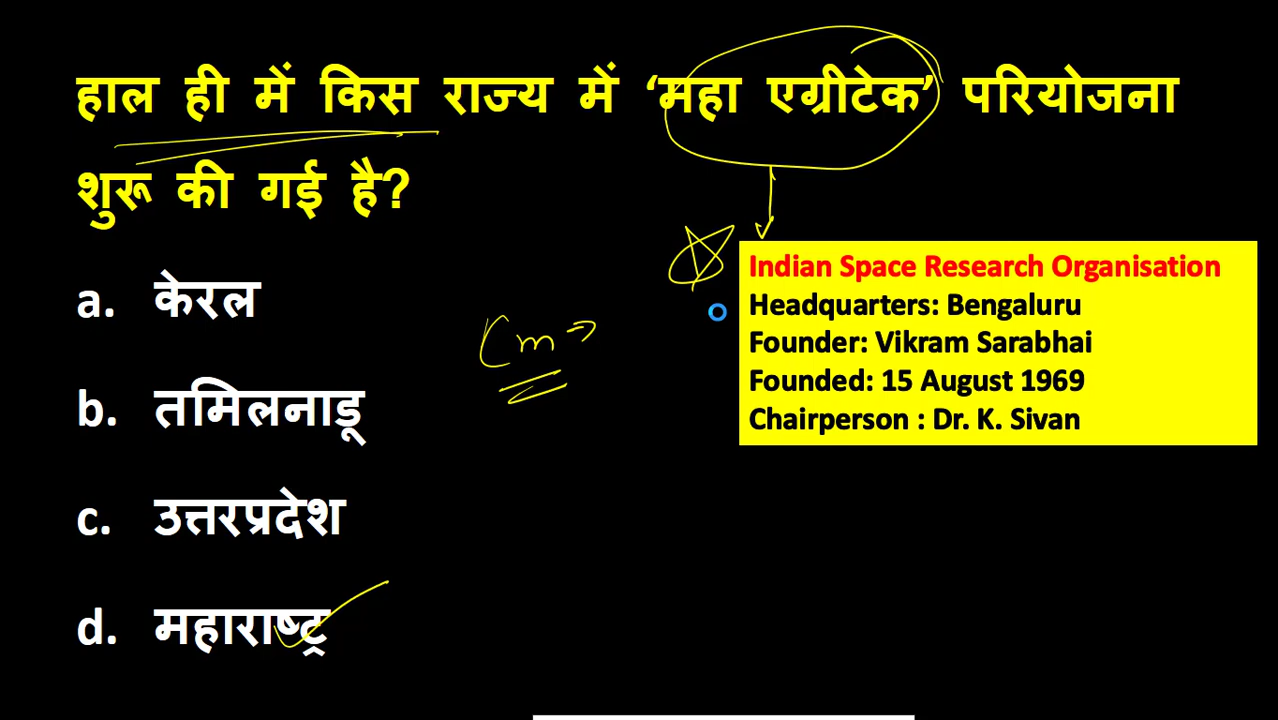 हाल ही में किस राज्य में ‘महा एग्रीटेक’ परियोजना
शुरू की गई है?
a. केरल
b. तमिलनाडू
c. उत्तरप्रदेश
d. महाराष्ट्र
Cm →
Indian Space Research Organisation
Headquarters: Bengaluru
Founder: Vikram Sarabhai
Founded: 15 August 1969
Chairperson : Dr. K. Sivan